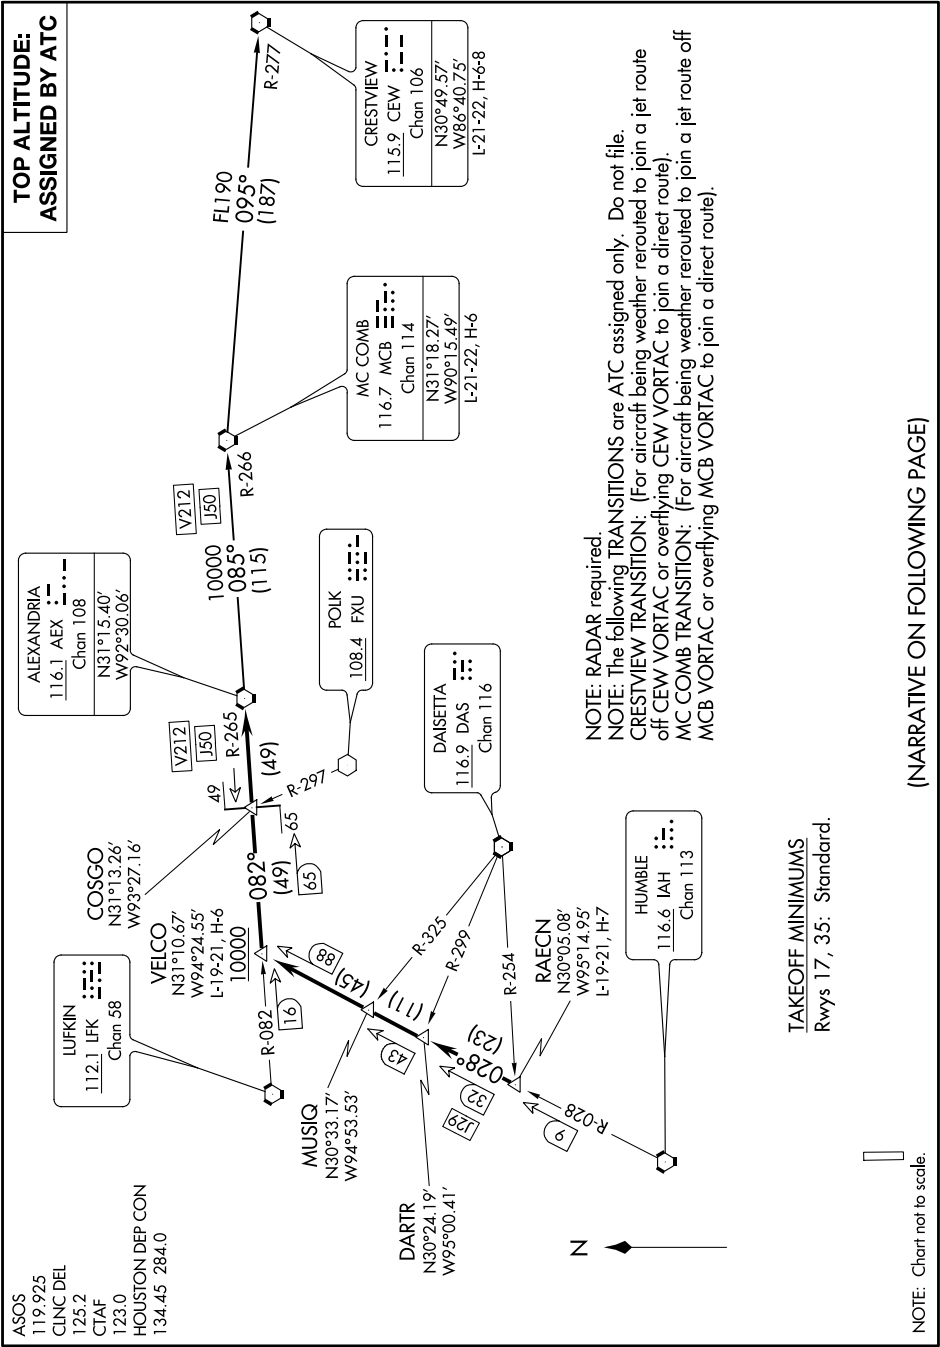 TOP ALTITUDE:
ASSIGNED BY ATC
ASOS
119.925
CLNC DEL
125.2
CTAF
123.0
HOUSTON DEP CON
134.45 284.0
LUFKIN
112.1 LFK
Chan 58
R-082
16
VELCO
N31°10.67'
W94°24.55'
L-19-21, H-6
10000
COSGO
N31°13.26'
W93°27.16'
082°
(49)
65
65
49
R-265
(49)
V212
J50
R-297
ALEXANDRIA
116.1 AEX
Chan 108
N31°15.40'
W92°30.06'
POLK
108.4 FXU
10000
085°
(115)
V212
J50
R-266
MC COMB
116.7 MCB
Chan 114
N31°18.27'
W90°15.49'
L-21-22, H-6
FL190
095°
(187)
R-277
CRESTVIEW
115.9 CEW
Chan 106
N30°49.57'
W86°40.75'
L-21-22, H-6-8
88
(45)
MUSIQ
N30°33.17'
W94°53.53'
(11)
43
DARTR
N30°24.19'
W95°00.41'
028°
(23)
32
J29
R-325
R-299
R-254
DAISETTA
116.9 DAS
Chan 116
RAECN
N30°05.08'
W95°14.95'
L-19-21, H-7
9
R-028
HUMBLE
116.6 IAH
Chan 113
N
NOTE: RADAR required.
NOTE: The following TRANSITIONS are ATC assigned only. Do not file.
CRESTVIEW TRANSITION: (For aircraft being weather rerouted to join a jet route
off CEW VORTAC or overflying CEW VORTAC to join a direct route).
MC COMB TRANSITION: (For aircraft being weather rerouted to join a jet route off
MCB VORTAC or overflying MCB VORTAC to join a direct route).
TAKEOFF MINIMUMS
Rwys 17, 35: Standard.
(NARRATIVE ON FOLLOWING PAGE)
NOTE: Chart not to scale.